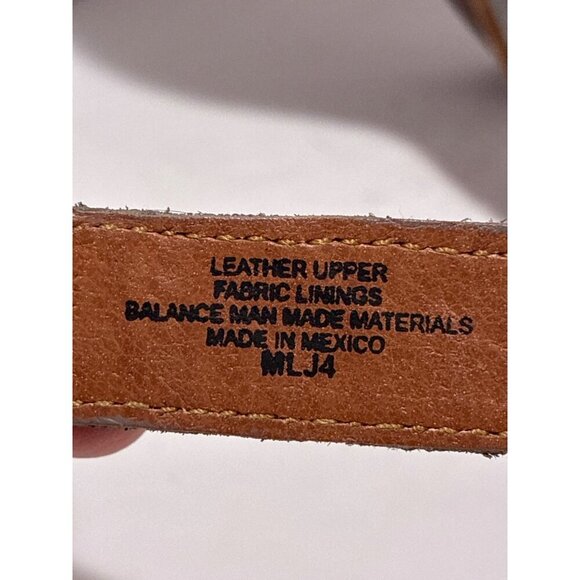 LEATHER UPPER
FABRIC LININGS
BALANCE MAN MADE MATERIALS
MADE IN MEXICO
MLJ4